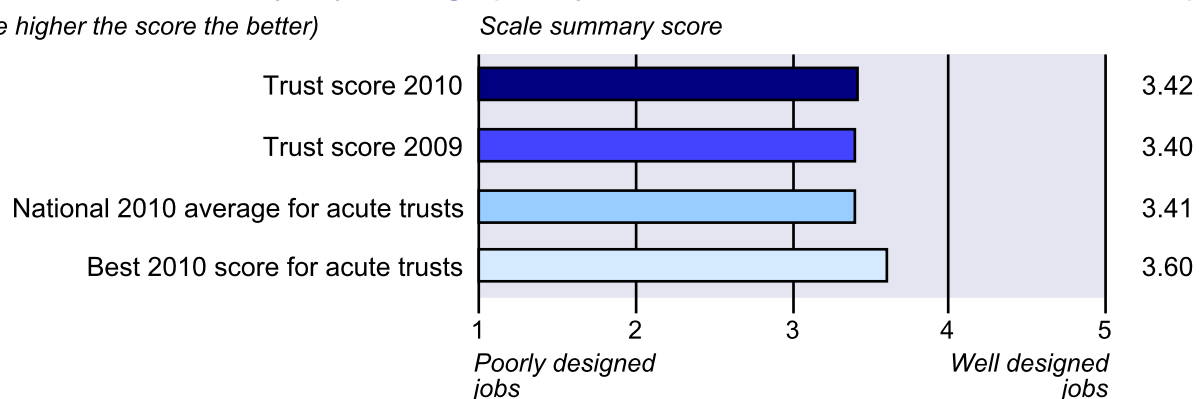 higher the score the better)
Scale summary score
Trust score 2010 3.42
Trust score 2009 3.40
National 2010 average for acute trusts 3.41
Best 2010 score for acute trusts 3.60
1 2 3 4 5
Poorly designed jobs
Well designed jobs